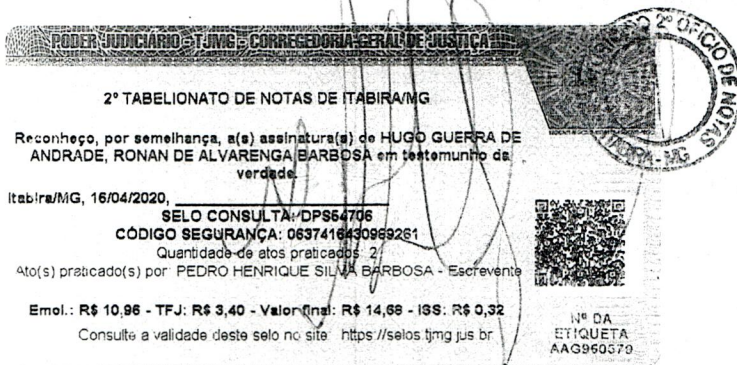 PODER JUDICIÁRIO - TJMG - CORREGEDORIA GERAL DE JUSTIÇA
2º TABELIONATO DE NOTAS DE ITABIRA/MG
Reconheço, por semelhança, a(s) assinatura(s) de HUGO GUERRA DE
ANDRADE, RONAN DE ALVARENGA BARBOSA em testemunho da
verdade.
Itabira/MG, 16/04/2020,
SELO CONSULTA: DPS54706
CÓDIGO SEGURANÇA: 0637416430989261
Quantidade de atos praticados: 2
Ato(s) praticado(s) por: PEDRO HENRIQUE SILVA BARBOSA - Escrevente
Emol.: R$ 10,96 - TFJ: R$ 3,40 - Valor final: R$ 14,68 - ISS: R$ 0,32
Consulte a validade deste selo no site: https://selos.tjmg.jus.br
Nº DA
ETIQUETA
AAG960579
2º OFÍCIO DE NOTAS
ITABIRA-MG